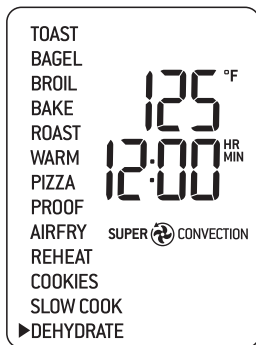 TOAST
BAGEL
BROIL
BAKE
ROAST
WARM
PIZZA
PROOF
AIRFRY
REHEAT
COOKIES
SLOW COOK
▶DEHYDRATE
125 °F
12:00 HR
MIN
SUPER CONVECTION